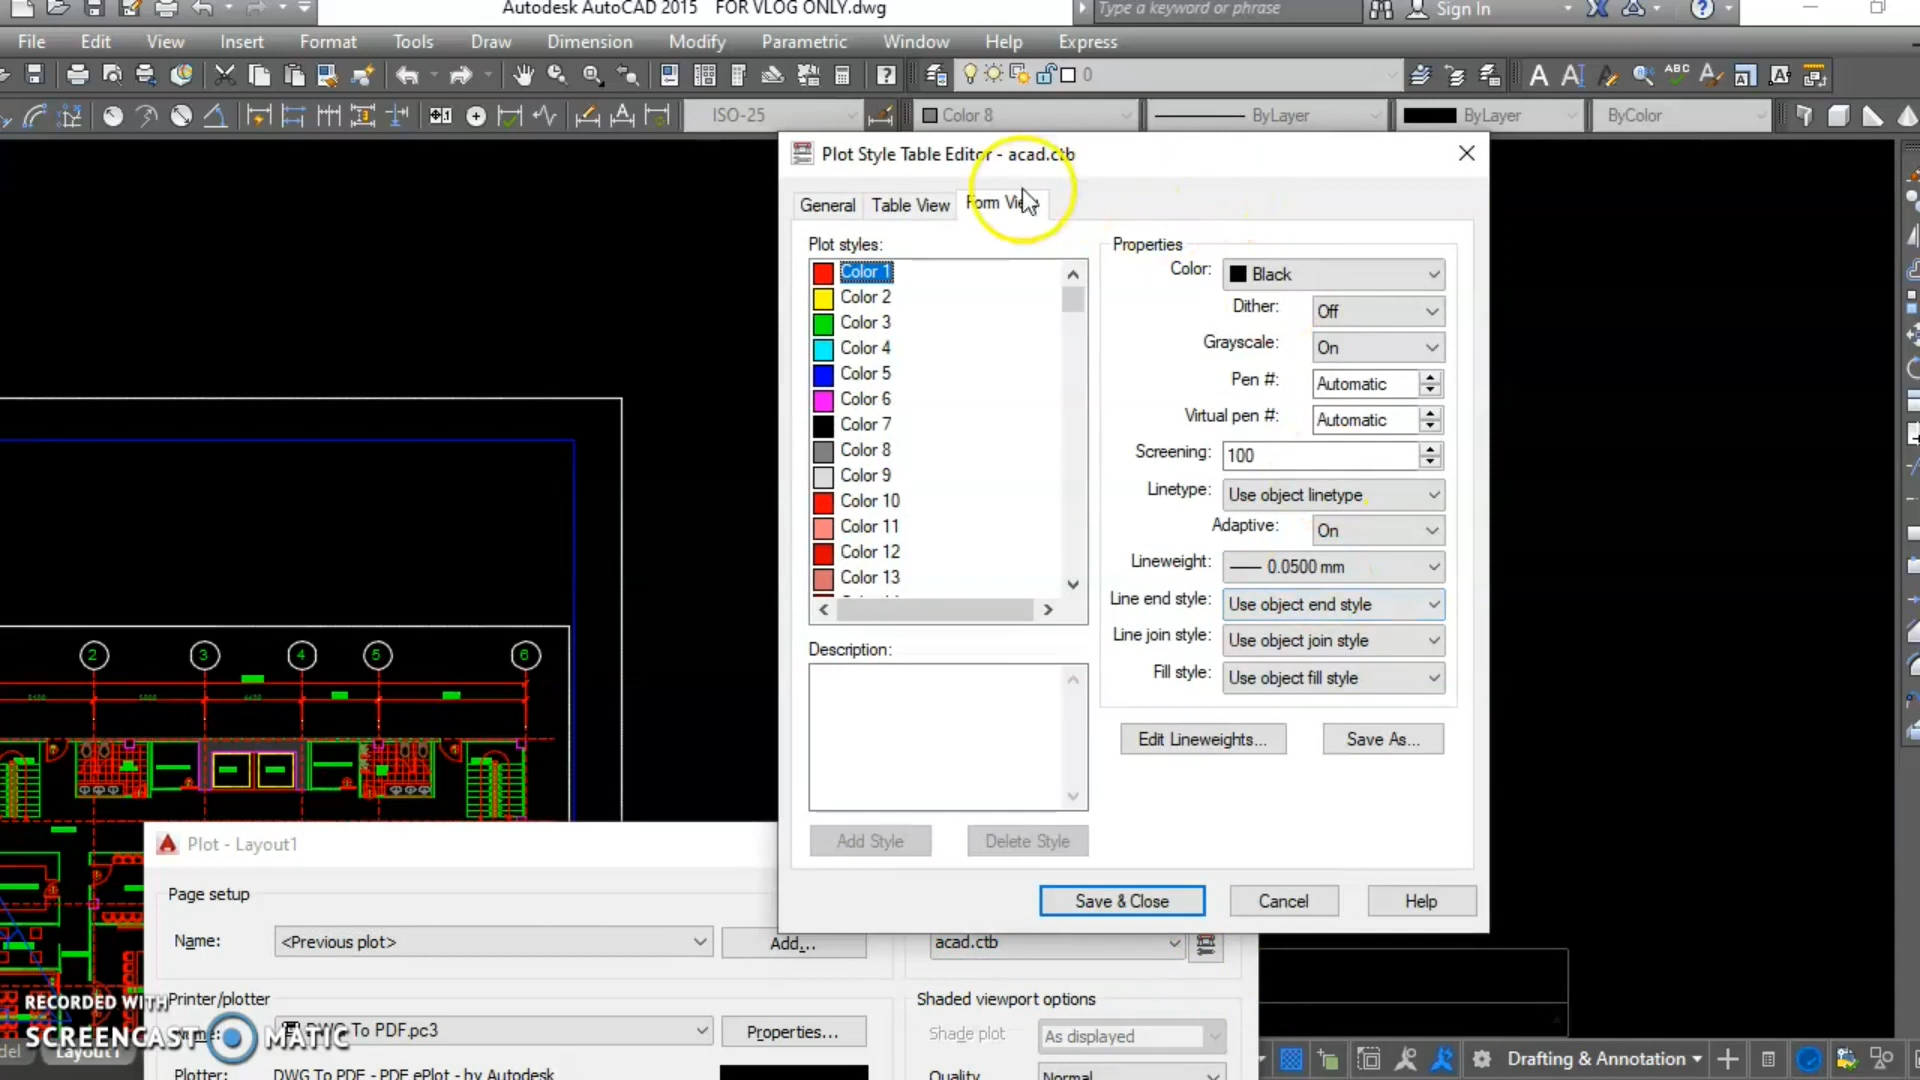 Autodesk AutoCAD 2015 FOR VLOG ONLY.dwg
Type a keyword or phrase
Sign In
File Edit View Insert Format Tools Draw Dimension Modify Parametric Window Help Express
0
ISO-25
Color 8
ByLayer
ByLayer
ByColor
Plot Style Table Editor - acad.ctb
General Table View Form View
Plot styles:
Color 1
Color 2
Color 3
Color 4
Color 5
Color 6
Color 7
Color 8
Color 9
Color 10
Color 11
Color 12
Color 13
Description:
Add Style
Delete Style
Properties
Color: Black
Dither: Off
Grayscale: On
Pen #: Automatic
Virtual pen #: Automatic
Screening: 100
Linetype: Use object linetype
Adaptive: On
Lineweight: 0.0500 mm
Line end style: Use object end style
Line join style: Use object join style
Fill style: Use object fill style
Edit Lineweights...
Save As...
Save & Close
Cancel
Help
2 3 4 5 6
Plot - Layout1
Page setup
Name: <Previous plot>
Add...
acad.ctb
Printer/plotter
Name: DWG To PDF.pc3
Properties...
Plotter: DWG To PDF - PDF ePlot - by Autodesk
Shaded viewport options
Shade plot As displayed
Quality Normal
RECORDED WITH
SCREENCAST MATIC
Layout1
Drafting & Annotation